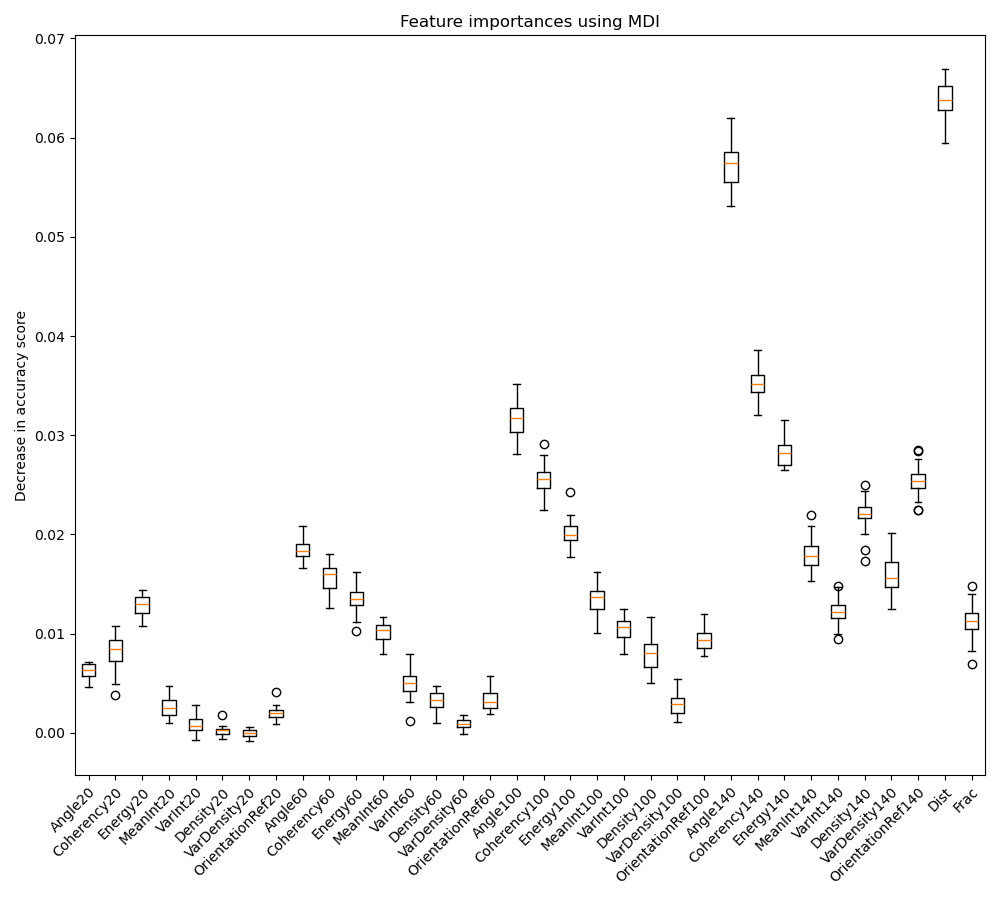 Feature importances using MDI
Decrease in accuracy score
0.07
0.06
0.05
0.04
0.03
0.02
0.01
0.00
Angle20
Coherency20
Energy20
MeanInt20
VarInt20
Density20
VarDensity20
OrientationRef20
Angle60
Coherency60
Energy60
MeanInt60
VarInt60
Density60
VarDensity60
OrientationRef60
Angle100
Coherency100
Energy100
MeanInt100
VarInt100
Density100
VarDensity100
OrientationRef100
Angle140
Coherency140
Energy140
MeanInt140
VarInt140
Density140
VarDensity140
OrientationRef140
Dist
Frac